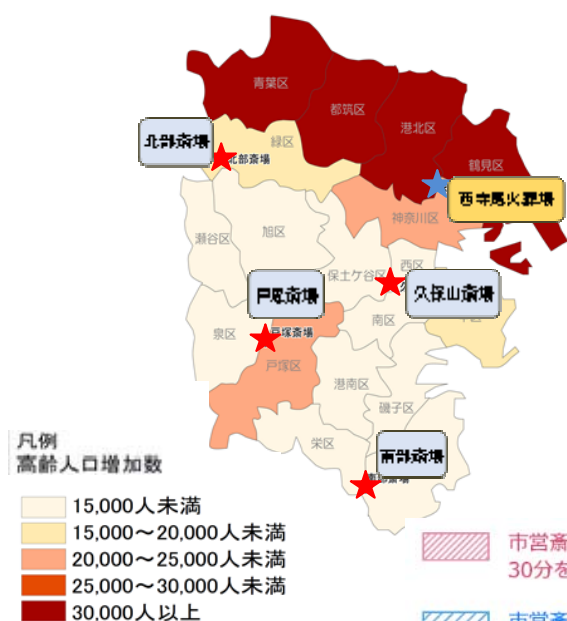 青葉区
都筑区
港北区
鶴見区
緑区
北部斎場
北部斎場
西寺尾火葬場
神奈川区
瀬谷区
旭区
保土ケ谷区
西区
久保山斎場
戸塚斎場
戸塚斎場
南区
泉区
戸塚区
港南区
磯子区
栄区
南部斎場
南部斎場
凡例
高齢人口増加数
15,000人未満
15,000~20,000人未満
20,000~25,000人未満
25,000~30,000人未満
30,000人以上
市営斎
30分を
市営斎